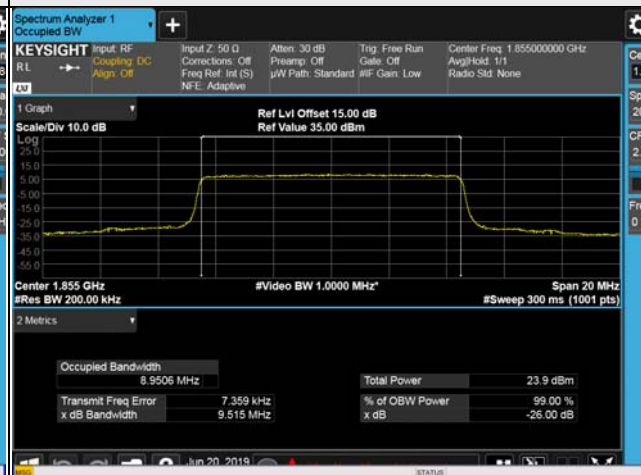 Spectrum Analyzer 1
Occupied BW
+
KEYSIGHT
RL
LXI
Input: RF
Coupling: DC
Align: Off
Input Z: 50 Ω
Corrections: Off
Freq Ref: Int (S)
NFE: Adaptive
Atten: 30 dB
Preamp: Off
µW Path: Standard
Trig: Free Run
Gate: Off
#IF Gain: Low
Center Freq: 1.855000000 GHz
Avg|Hold: 1/1
Radio Std: None
1 Graph
Scale/Div 10.0 dB
Ref Lvl Offset 15.00 dB
Ref Value 35.00 dBm
Log
25.0
15.0
5.00
-5.00
-15.0
-25.0
-35.0
-45.0
-55.0
Center 1.855 GHz
#Video BW 1.0000 MHz*
Span 20 MHz
#Res BW 200.00 kHz
#Sweep 300 ms (1001 pts)
2 Metrics
Occupied Bandwidth
8.9506 MHz
Total Power 23.9 dBm
Transmit Freq Error 7.359 kHz
% of OBW Power 99.00 %
x dB Bandwidth 9.515 MHz
x dB -26.00 dB
Jun 20, 2019
MSG
STATUS